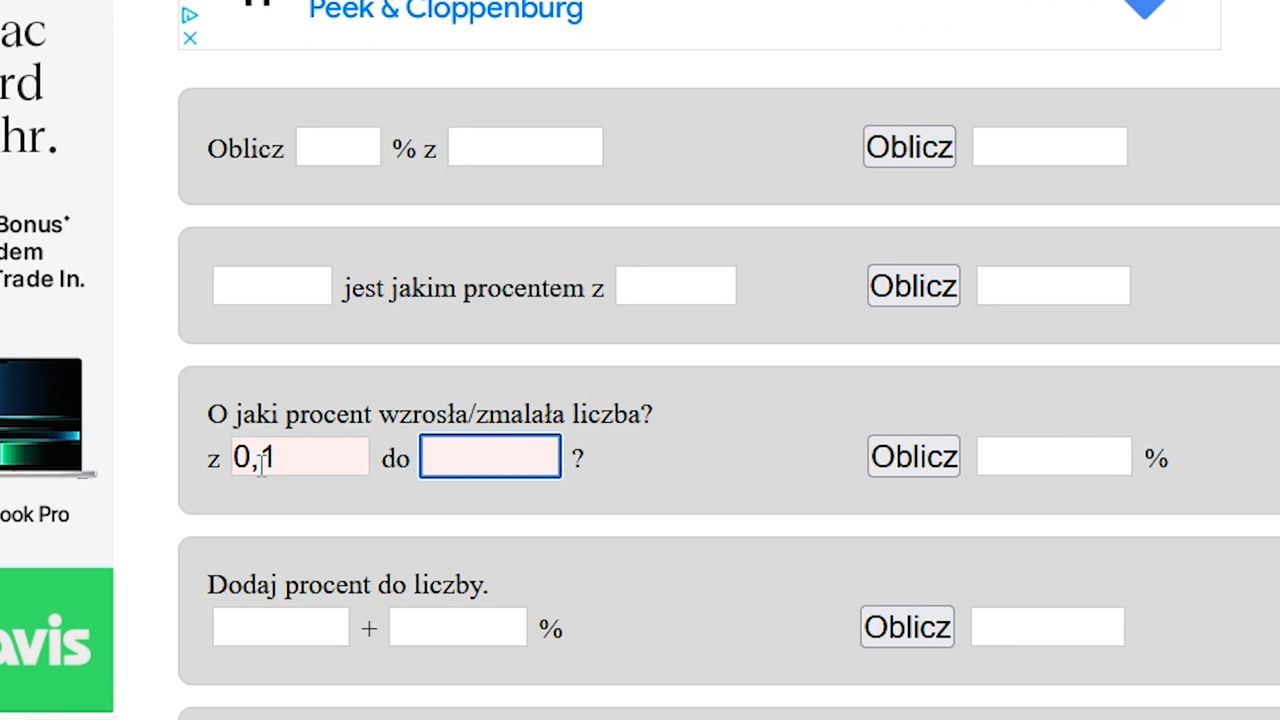 Peek & Cloppenburg
ac
rd
hr.
Bonus*
dem
Trade In.
ook Pro
avis
Oblicz % z Oblicz
jest jakim procentem z Oblicz
O jaki procent wzrosła/zmalała liczba?
z 0,1 do ? Oblicz %
Dodaj procent do liczby.
+ % Oblicz